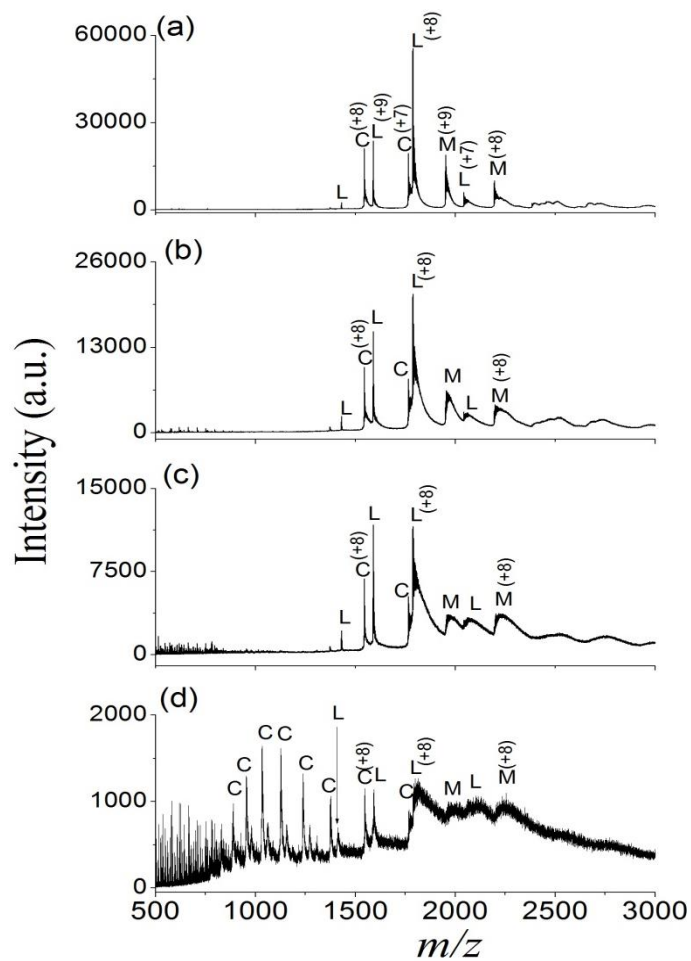 (a)
60000
30000
0
L
C (+8)
L (+9)
C (+7)
L (+8)
M (+9)
L (+7)
M (+8)
(b)
26000
13000
0
L
C (+8)
L
C
L (+8)
M
L
M (+8)
(c)
15000
7500
0
L
C (+8)
L
C
L (+8)
M
L
M (+8)
(d)
2000
1000
0
C
C
C
C
C
C
L
C (+8)
L
C
L (+8)
M
L
M (+8)
500
1000
1500
2000
2500
3000
Intensity (a.u.)
m/z